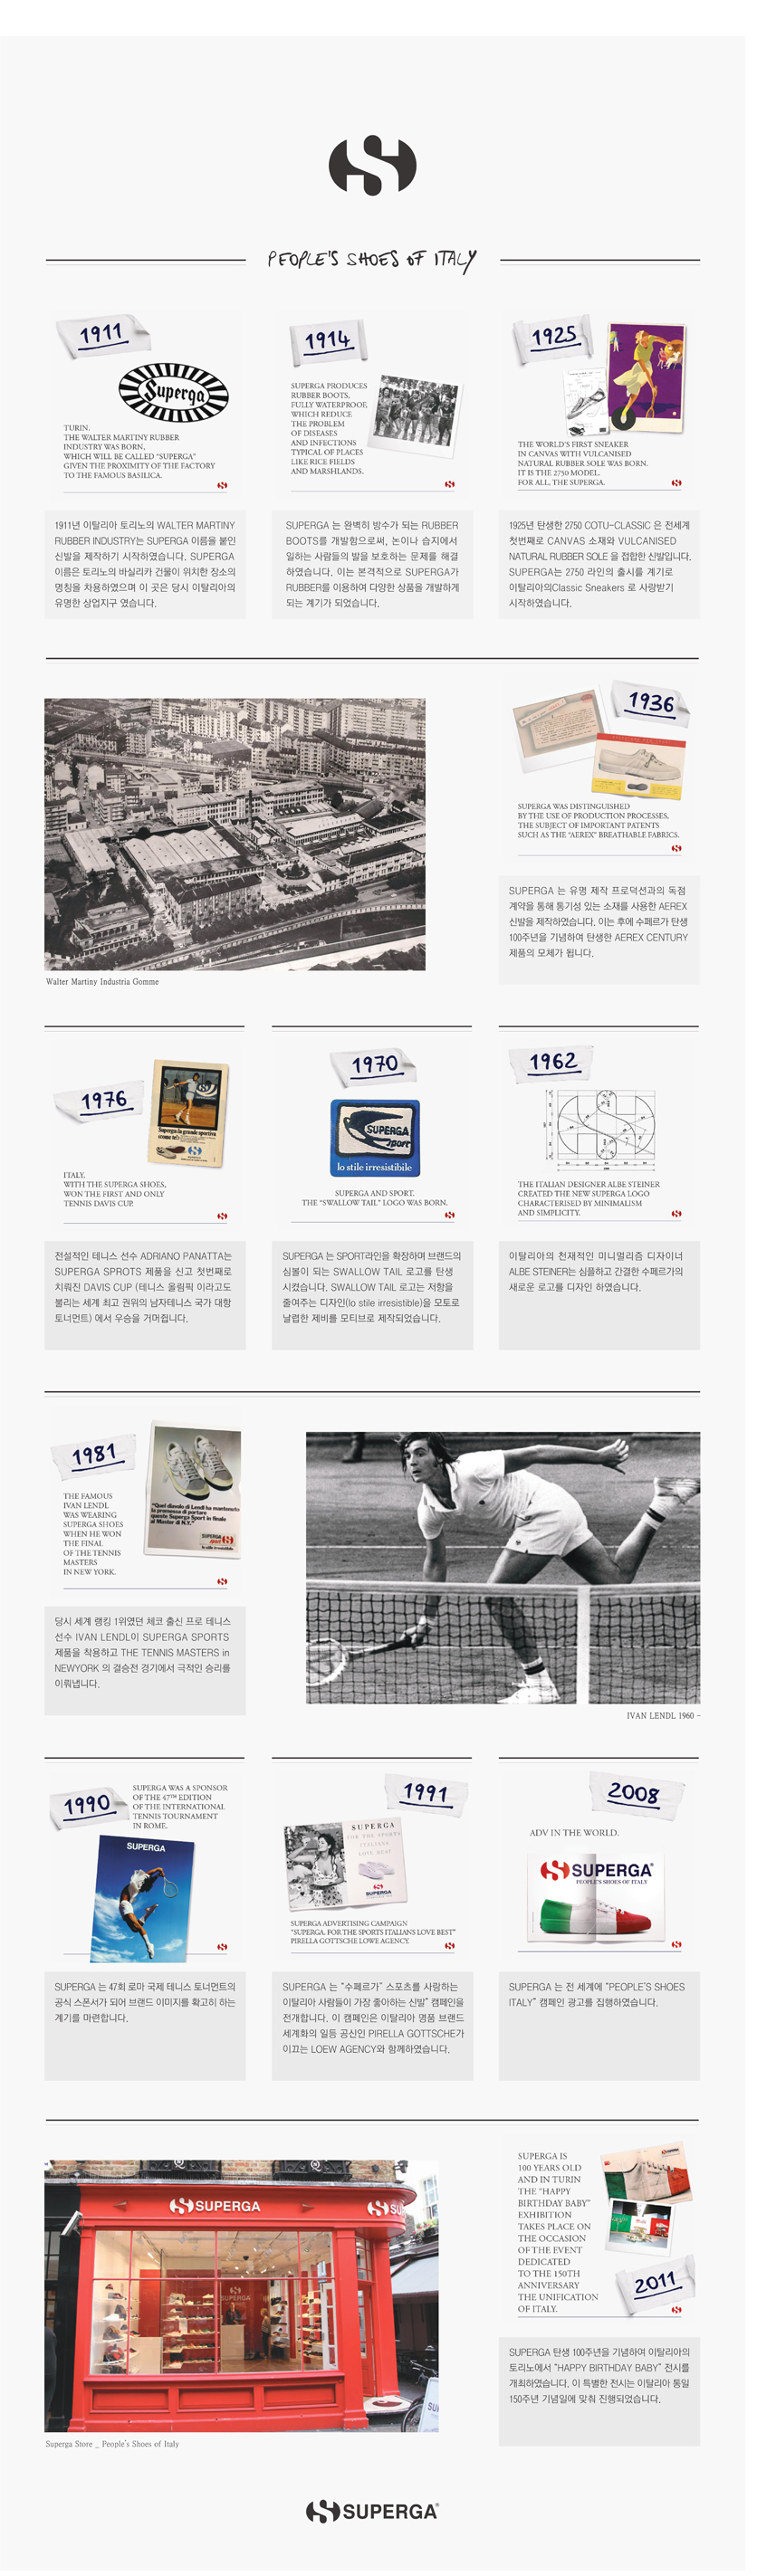 PEOPLE'S SHOES OF ITALY
1911
Superga
TURIN.
THE WALTER MARTINY RUBBER
INDUSTRY WAS BORN,
WHICH WILL BE CALLED "SUPERGA"
GIVEN THE PROXIMITY OF THE FACTORY
TO THE FAMOUS BASILICA.
1911년 이탈리아 토리노의 WALTER MARTINY
RUBBER INDUSTRY는 SUPERGA 이름을 붙인
신발을 제작하기 시작하였습니다. SUPERGA
이름은 토리노의 바실리카 건물이 위치한 장소의
명칭을 차용하였으며 이 곳은 당시 이탈리아의
유명한 상업지구 였습니다.
1914
SUPERGA PRODUCES
RUBBER BOOTS,
FULLY WATERPROOF,
WHICH REDUCE
THE PROBLEM
OF DISEASES
AND INFECTIONS
TYPICAL OF PLACES
LIKE RICE FIELDS
AND MARSHLANDS.
SUPERGA 는 완벽히 방수가 되는 RUBBER
BOOTS를 개발함으로써, 논이나 습지에서
일하는 사람들의 발을 보호하는 문제를 해결
하였습니다. 이는 본격적으로 SUPERGA가
RUBBER를 이용하여 다양한 상품을 개발하게
되는 계기가 되었습니다.
1925
THE WORLD'S FIRST SNEAKER
IN CANVAS WITH VULCANISED
NATURAL RUBBER SOLE WAS BORN.
IT IS THE 2750 MODEL.
FOR ALL, THE SUPERGA.
1925년 탄생한 2750 COTU-CLASSIC 은 전세계
첫번째로 CANVAS 소재와 VULCANISED
NATURAL RUBBER SOLE 을 접합한 신발입니다.
SUPERGA는 2750 라인의 출시를 계기로
이탈리아의Classic Sneakers 로 사랑받기
시작하였습니다.
Walter Martiny Industria Gomme
1936
SUPERGA WAS DISTINGUISHED
BY THE USE OF PRODUCTION PROCESSES,
THE SUBJECT OF IMPORTANT PATENTS
SUCH AS THE "AEREX" BREATHABLE FABRICS.
SUPERGA 는 유명 제작 프로덕션과의 독점
계약을 통해 통기성 있는 소재를 사용한 AEREX
신발을 제작하였습니다. 이는 후에 수페르가 탄생
100주년을 기념하여 탄생한 AEREX CENTURY
제품의 모체가 됩니다.
1976
Superga la grande sportiva
ITALY,
WITH THE SUPERGA SHOES,
WON THE FIRST AND ONLY
TENNIS DAVIS CUP.
전설적인 테니스 선수 ADRIANO PANATTA는
SUPERGA SPROTS 제품을 신고 첫번째로
치뤄진 DAVIS CUP (테니스 올림픽 이라고도
불리는 세계 최고 권위의 남자테니스 국가 대항
토너먼트) 에서 우승을 거머쥡니다.
1970
SUPERGA
sport
lo stile irresistibile
SUPERGA AND SPORT.
THE "SWALLOW TAIL" LOGO WAS BORN.
SUPERGA 는 SPORT라인을 확장하며 브랜드의
심볼이 되는 SWALLOW TAIL 로고를 탄생
시켰습니다. SWALLOW TAIL 로고는 저항을
줄여주는 디자인(lo stile irresistible)을 모토로
날렵한 제비를 모티브로 제작되었습니다.
1962
THE ITALIAN DESIGNER ALBE STEINER
CREATED THE NEW SUPERGA LOGO
CHARACTERISED BY MINIMALISM
AND SIMPLICITY.
이탈리아의 천재적인 미니멀리즘 디자이너
ALBE STEINER는 심플하고 간결한 수페르가의
새로운 로고를 디자인 하였습니다.
1981
"Quel diavolo di Lendl ha mantenuto
la promessa di portare
queste Superga Sport in finale
al Master di N.Y."
SUPERGA
sport
lo stile irresistibile
THE FAMOUS
IVAN LENDL
WAS WEARING
SUPERGA SHOES
WHEN HE WON
THE FINAL
OF THE TENNIS
MASTERS
IN NEW YORK.
당시 세계 랭킹 1위였던 체코 출신 프로 테니스
선수 IVAN LENDL이 SUPERGA SPORTS
제품을 착용하고 THE TENNIS MASTERS in
NEWYORK 의 결승전 경기에서 극적인 승리를
이뤄냅니다.
IVAN LENDL 1960 -
1990
SUPERGA WAS A SPONSOR
OF THE 47TH EDITION
OF THE INTERNATIONAL
TENNIS TOURNAMENT
IN ROME.
SUPERGA
SUPERGA 는 47회 로마 국제 테니스 토너먼트의
공식 스폰서가 되어 브랜드 이미지를 확고히 하는
계기를 마련합니다.
1991
SUPERGA
FOR THE SPORTS
ITALIANS
LOVE BEST
SUPERGA
SUPERGA ADVERTISING CAMPAIGN
"SUPERGA. FOR THE SPORTS ITALIANS LOVE BEST"
PIRELLA GOTTSCHE LOWE AGENCY.
SUPERGA 는 "수페르가" 스포츠를 사랑하는
이탈리아 사람들이 가장 좋아하는 신발" 캠페인을
전개합니다. 이 캠페인은 이탈리아 명품 브랜드
세계화의 일등 공신인 PIRELLA GOTTSCHE가
이끄는 LOEW AGENCY와 함께하였습니다.
2008
ADV IN THE WORLD.
SUPERGA®
PEOPLE'S SHOES OF ITALY
SUPERGA 는 전 세계에 "PEOPLE'S SHOES
ITALY" 캠페인 광고를 집행하였습니다.
SUPERGA
SU
SUPERGA
SU
Superga Store _ People's Shoes of Italy
SUPERGA IS
100 YEARS OLD
AND IN TURIN
THE "HAPPY
BIRTHDAY BABY"
EXHIBITION
TAKES PLACE ON
THE OCCASION
OF THE EVENT
DEDICATED
TO THE 150TH
ANNIVERSARY
THE UNIFICATION
OF ITALY.
2011
SUPERGA 탄생 100주년을 기념하여 이탈리아의
토리노에서 "HAPPY BIRTHDAY BABY" 전시를
개최하였습니다. 이 특별한 전시는 이탈리아 통일
150주년 기념일에 맞춰 진행되었습니다.
SUPERGA®